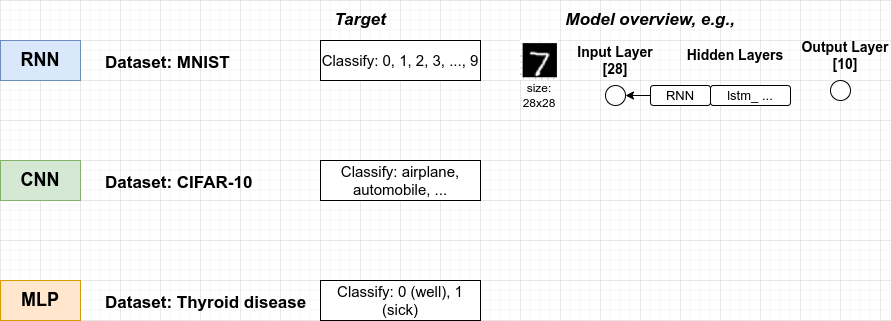 Target
Model overview, e.g.,
RNN
Dataset: MNIST
Classify: 0, 1, 2, 3, ..., 9
7
size:
28x28
Input Layer
[28]
Hidden Layers
RNN
lstm_ ...
Output Layer
[10]
CNN
Dataset: CIFAR-10
Classify: airplane,
automobile, ...
MLP
Dataset: Thyroid disease
Classify: 0 (well), 1
(sick)